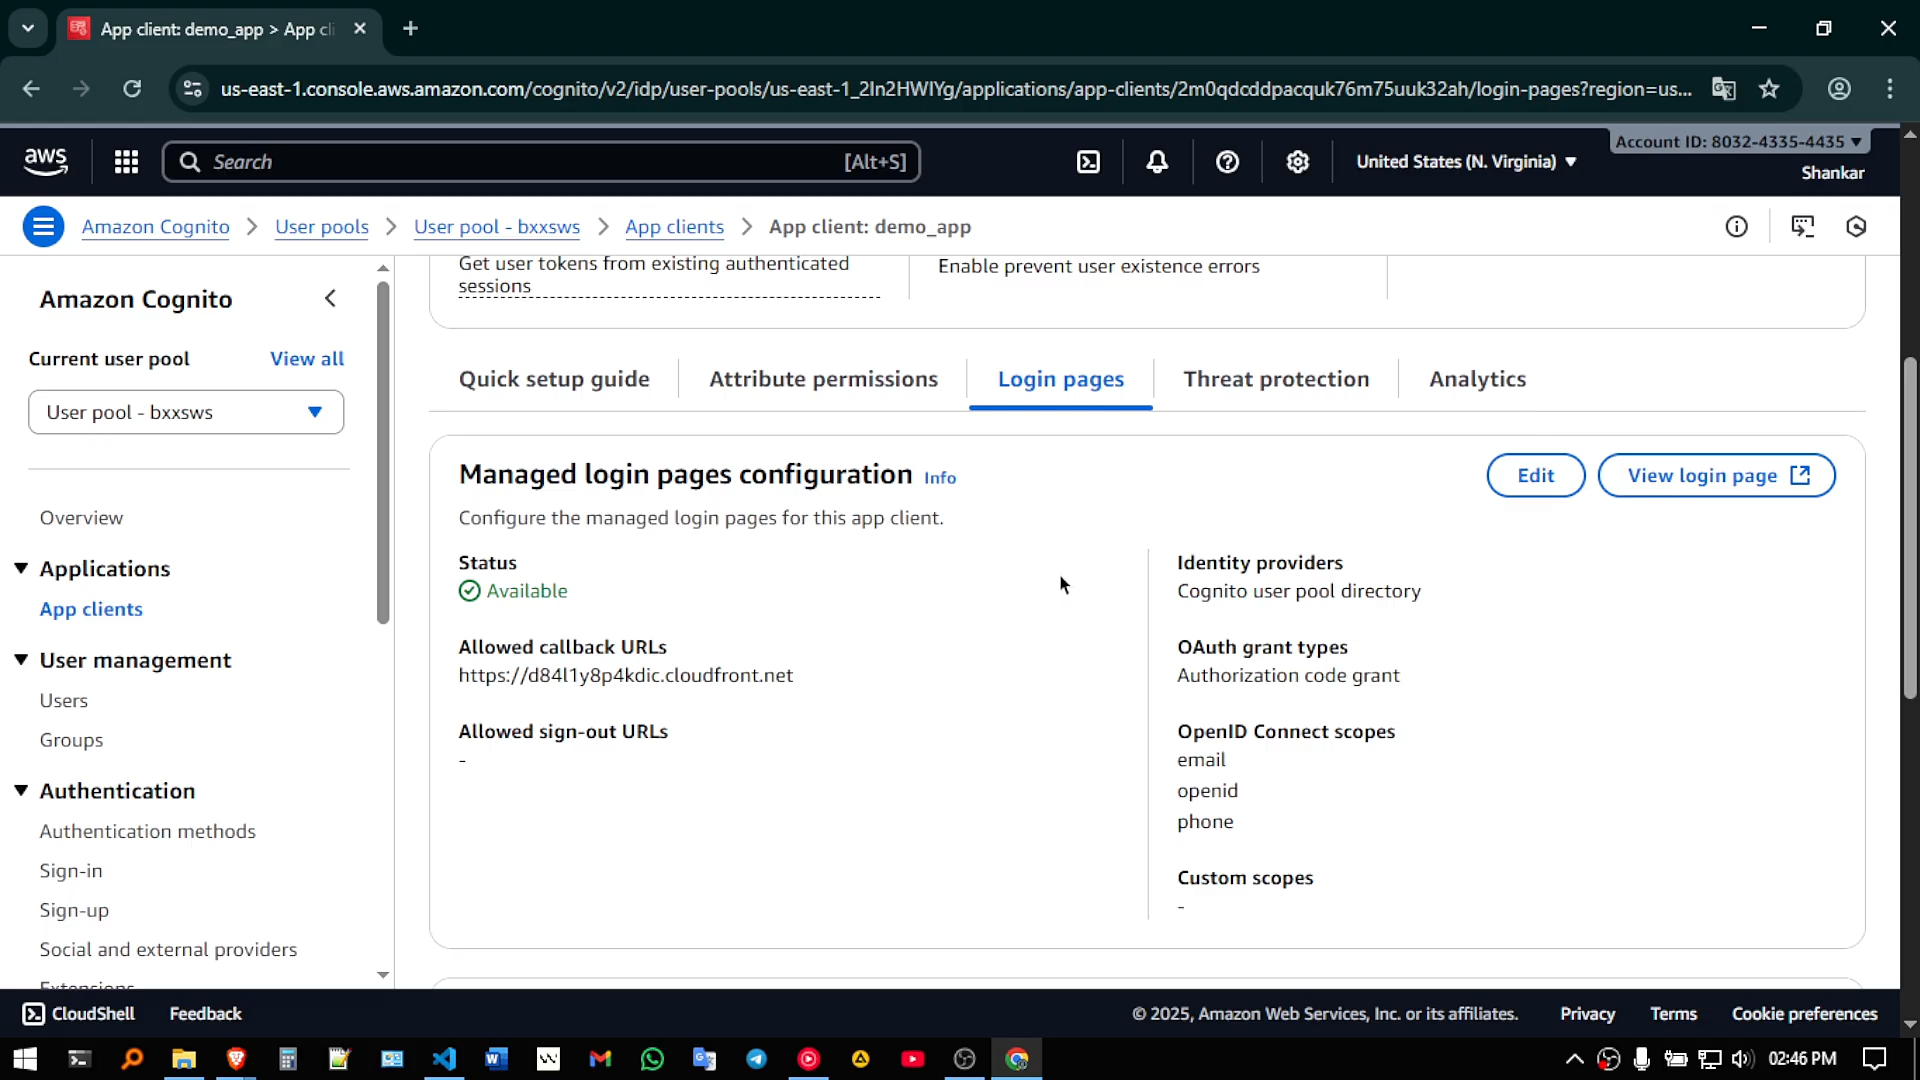 App client: demo_app > App cli
us-east-1.console.aws.amazon.com/cognito/v2/idp/user-pools/us-east-1_2In2HWIYg/applications/app-clients/2m0qdcddpacquk76m75uuk32ah/login-pages?region=us...
aws
Search
[Alt+S]
United States (N. Virginia)
Account ID: 8032-4335-4435
Shankar
Amazon Cognito
User pools
User pool - bxxsws
App clients
App client: demo_app
Amazon Cognito
Current user pool
View all
User pool - bxxsws
Overview
Applications
App clients
User management
Users
Groups
Authentication
Authentication methods
Sign-in
Sign-up
Social and external providers
Extensions
Get user tokens from existing authenticated
sessions
Enable prevent user existence errors
Quick setup guide
Attribute permissions
Login pages
Threat protection
Analytics
Managed login pages configuration Info
Edit
View login page
Configure the managed login pages for this app client.
Status
Available
Allowed callback URLs
https://d84l1y8p4kdic.cloudfront.net
Allowed sign-out URLs
-
Identity providers
Cognito user pool directory
OAuth grant types
Authorization code grant
OpenID Connect scopes
email
openid
phone
Custom scopes
-
CloudShell
Feedback
© 2025, Amazon Web Services, Inc. or its affiliates.
Privacy
Terms
Cookie preferences
02:46 PM